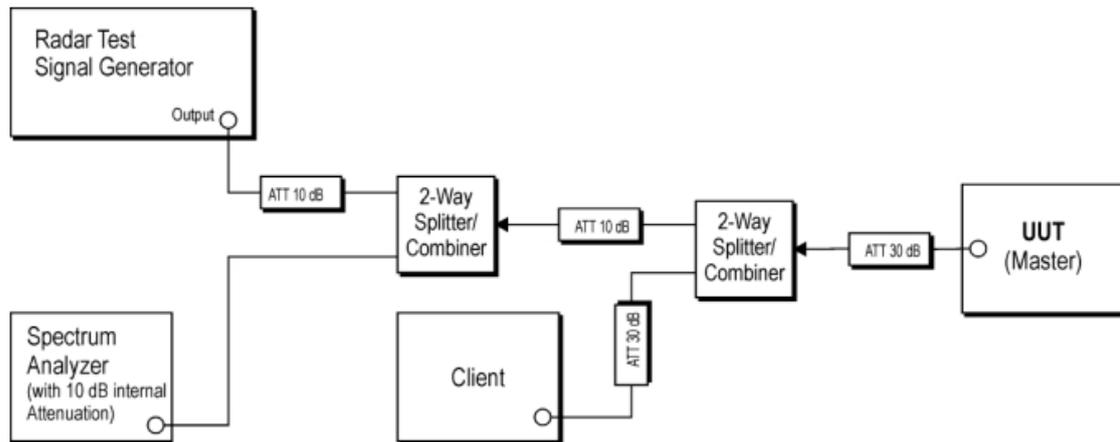 Radar Test
Signal Generator
Output
ATT 10 dB
2-Way
Splitter/
Combiner
ATT 10 dB
2-Way
Splitter/
Combiner
ATT 30 dB
UUT
(Master)
Spectrum
Analyzer
(with 10 dB internal
Attenuation)
Client
ATT 30 dB